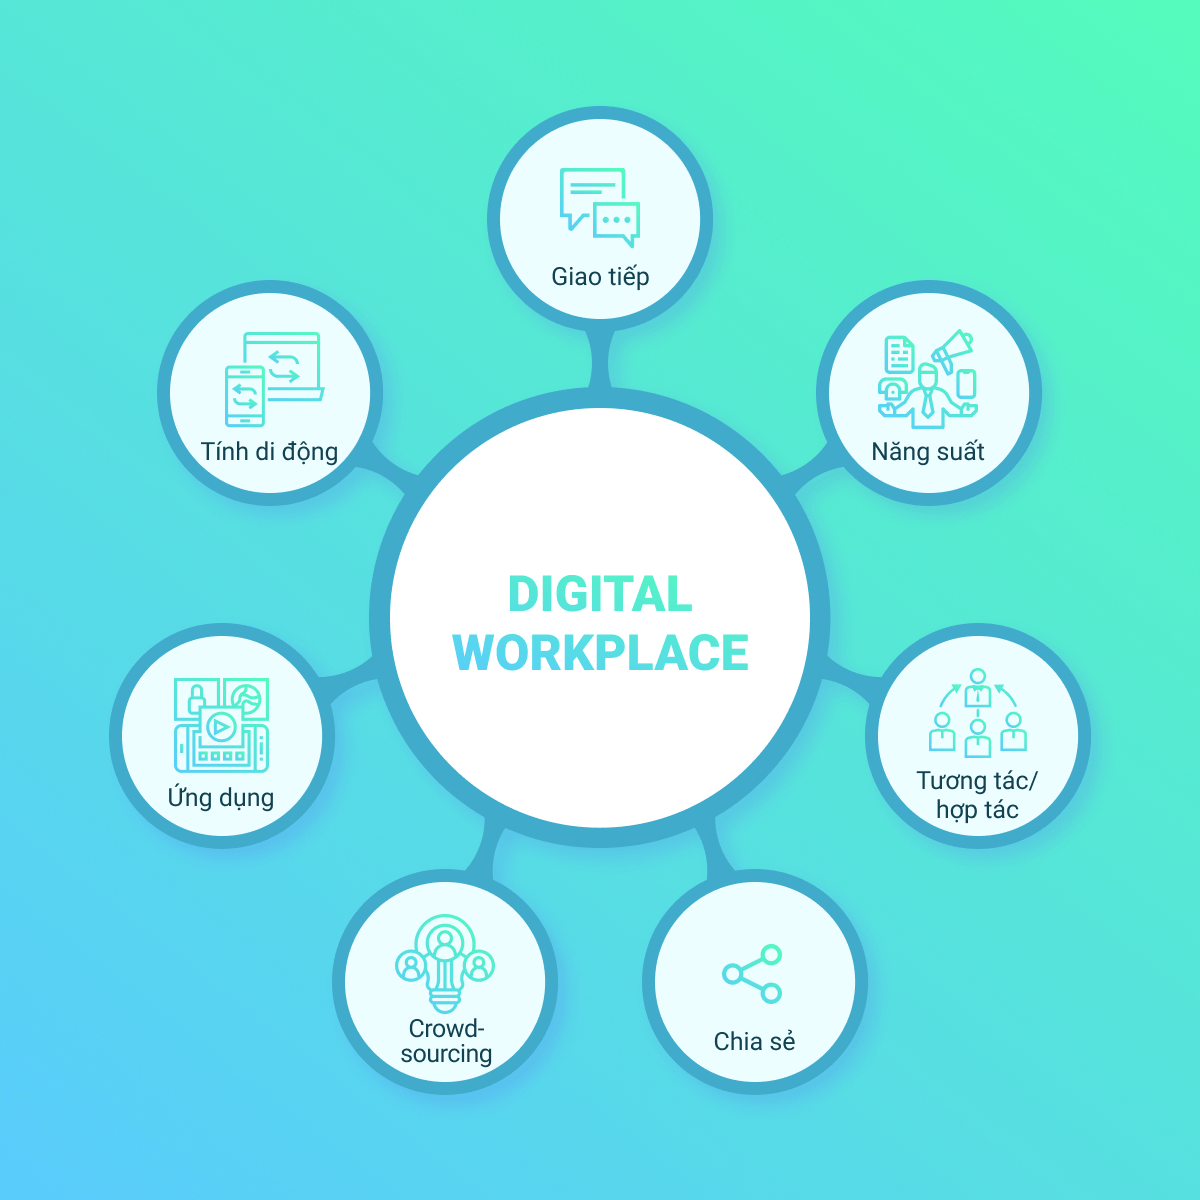 Giao tiếp
Tính di động
Năng suất
DIGITAL
WORKPLACE
Ứng dụng
Tương tác/
hợp tác
Crowd-
sourcing
Chia sẻ